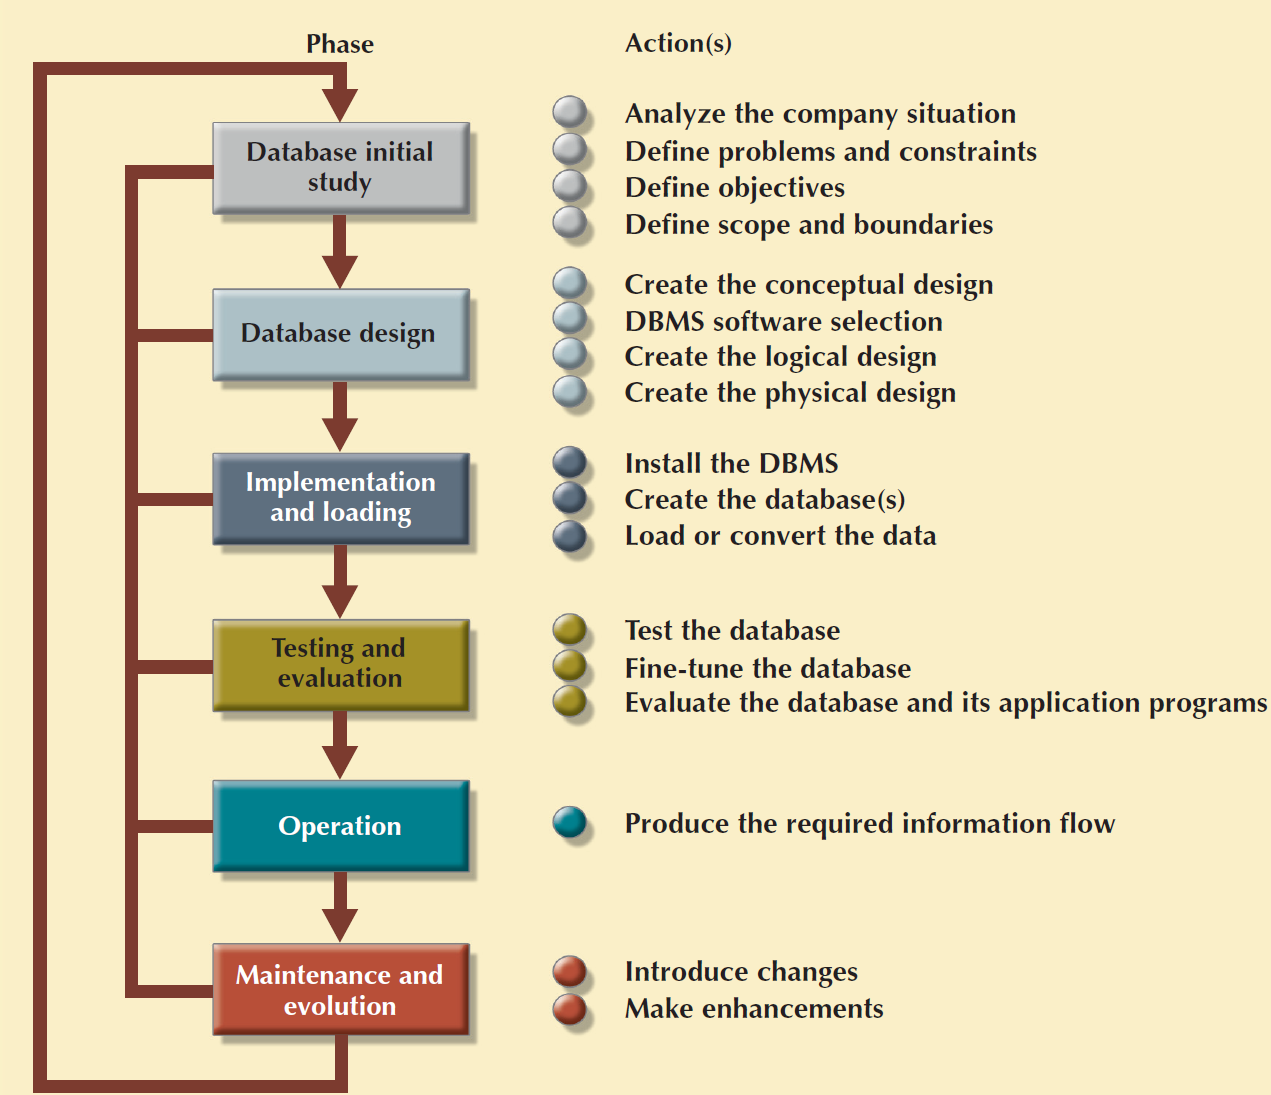 Phase
Action(s)
Database initial
study
Analyze the company situation
Define problems and constraints
Define objectives
Define scope and boundaries
Database design
Create the conceptual design
DBMS software selection
Create the logical design
Create the physical design
Implementation
and loading
Install the DBMS
Create the database(s)
Load or convert the data
Testing and
evaluation
Test the database
Fine-tune the database
Evaluate the database and its application programs
Operation
Produce the required information flow
Maintenance and
evolution
Introduce changes
Make enhancements